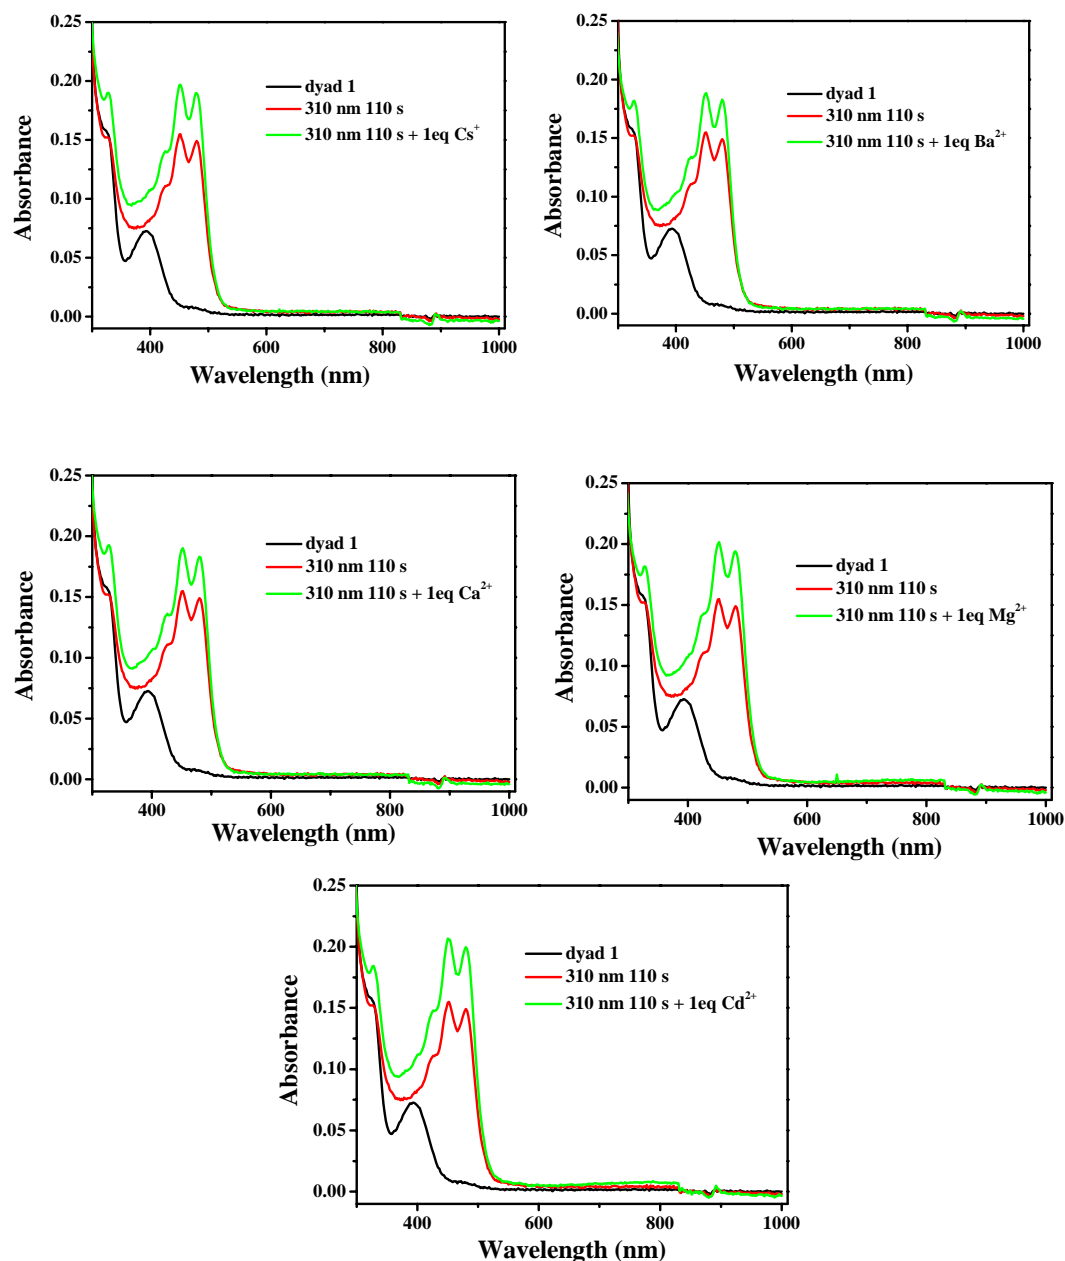 0.25
0.20
0.15
0.10
0.05
0.00
Absorbance
dyad 1
310 nm 110 s
310 nm 110 s + 1eq Cs⁺
400 600 800 1000
Wavelength (nm)
0.25
0.20
0.15
0.10
0.05
0.00
Absorbance
dyad 1
310 nm 110 s
310 nm 110 s + 1eq Ba²⁺
400 600 800 1000
Wavelength (nm)
0.25
0.20
0.15
0.10
0.05
0.00
Absorbance
dyad 1
310 nm 110 s
310 nm 110 s + 1eq Ca²⁺
400 600 800 1000
Wavelength (nm)
0.25
0.20
0.15
0.10
0.05
0.00
Absorbance
dyad 1
310 nm 110 s
310 nm 110 s + 1eq Mg²⁺
400 600 800 1000
Wavelength (nm)
0.25
0.20
0.15
0.10
0.05
0.00
Absorbance
dyad 1
310 nm 110 s
310 nm 110 s + 1eq Cd²⁺
400 600 800 1000
Wavelength (nm)